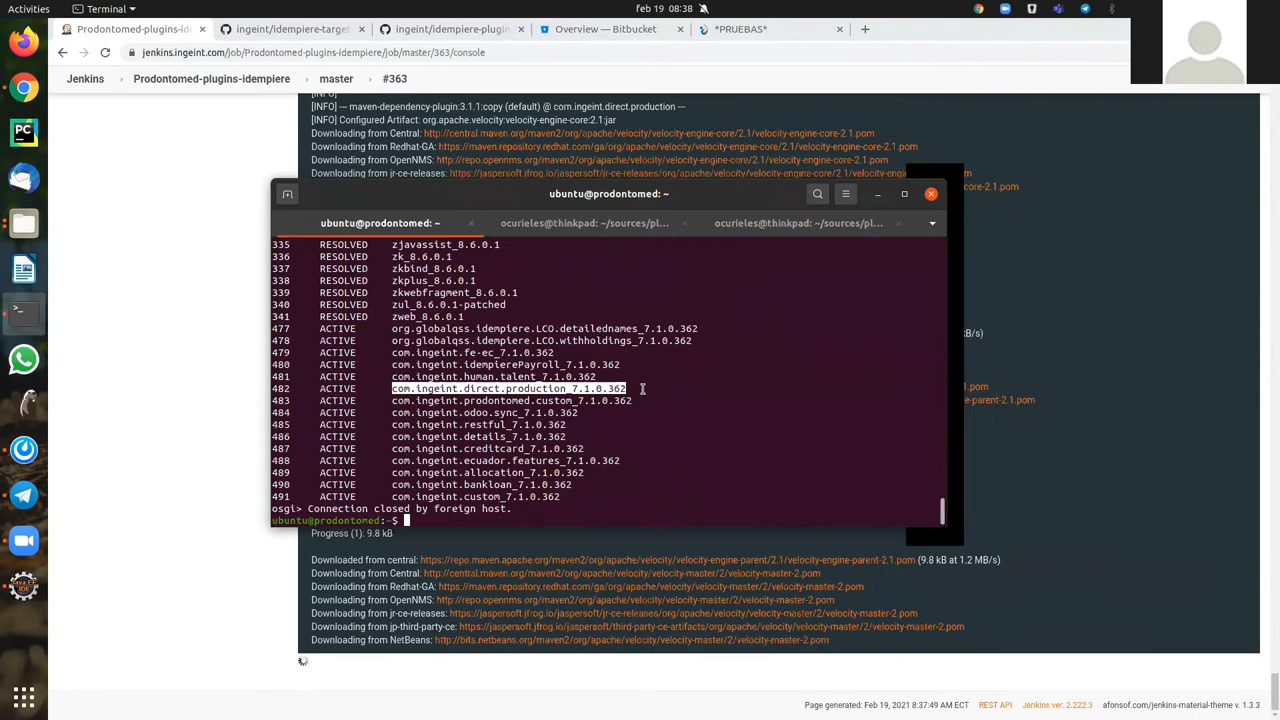 Activities
Terminal
feb 19 08:38
Prodontomed-plugins-id
ingeint/idempiere-target
ingeint/idempiere-plugin
Overview — Bitbucket
*PRUEBAS*
jenkins.ingeint.com/job/Prodontomed-plugins-idempiere/job/master/363/console
Jenkins
Prodontomed-plugins-idempiere
master
#363
[INFO]
[INFO] --- maven-dependency-plugin:3.1.1:copy (default) @ com.ingeint.direct.production ---
[INFO] Configured Artifact: org.apache.velocity:velocity-engine-core:2.1:jar
Downloading from Central: http://central.maven.org/maven2/org/apache/velocity/velocity-engine-core/2.1/velocity-engine-core-2.1.pom
Downloading from Redhat-GA: https://maven.repository.redhat.com/ga/org/apache/velocity/velocity-engine-core/2.1/velocity-engine-core-2.1.pom
Downloading from OpenNMS: http://repo.opennms.org/maven2/org/apache/velocity/velocity-engine-core/2.1/velocity-engine-core-2.1.pom
ore-2.1.pom
ubuntu@prodontomed: ~
ubuntu@prodontomed: ~
ocurieles@thinkpad: ~/sources/pl...
ocurieles@thinkpad: ~/sources/pl...
335 RESOLVED zjavassist_8.6.0.1
336 RESOLVED zk_8.6.0.1
337 RESOLVED zkbind_8.6.0.1
338 RESOLVED zkplus_8.6.0.1
339 RESOLVED zkwebfragment_8.6.0.1
340 RESOLVED zul_8.6.0.1-patched
341 RESOLVED zweb_8.6.0.1
477 ACTIVE org.globalqss.idempiere.LCO.detailednames_7.1.0.362
kB/s)
478 ACTIVE org.globalqss.idempiere.LCO.withholdings_7.1.0.362
479 ACTIVE com.ingeint.fe-ec_7.1.0.362
480 ACTIVE com.ingeint.idempierePayroll_7.1.0.362
481 ACTIVE com.ingeint.human.talent_7.1.0.362
482 ACTIVE com.ingeint.direct.production_7.1.0.362
.pom
483 ACTIVE com.ingeint.prodontomed.custom_7.1.0.362
e-parent-2.1.pom
484 ACTIVE com.ingeint.odoo.sync_7.1.0.362
485 ACTIVE com.ingeint.restful_7.1.0.362
486 ACTIVE com.ingeint.details_7.1.0.362
487 ACTIVE com.ingeint.creditcard_7.1.0.362
488 ACTIVE com.ingeint.ecuador.features_7.1.0.362
489 ACTIVE com.ingeint.allocation_7.1.0.362
490 ACTIVE com.ingeint.bankloan_7.1.0.362
491 ACTIVE com.ingeint.custom_7.1.0.362
osgi> Connection closed by foreign host.
ubuntu@prodontomed:~$
Progress (1): 9.8 kB
Downloaded from central: https://repo.maven.apache.org/maven2/org/apache/velocity/velocity-engine-parent/2.1/velocity-engine-parent-2.1.pom (9.8 kB at 1.2 MB/s)
Downloading from Central: http://central.maven.org/maven2/org/apache/velocity/velocity-master/2/velocity-master-2.pom
Downloading from Redhat-GA: https://maven.repository.redhat.com/ga/org/apache/velocity/velocity-master/2/velocity-master-2.pom
Downloading from OpenNMS: http://repo.opennms.org/maven2/org/apache/velocity/velocity-master/2/velocity-master-2.pom
Downloading from jr-ce-releases: https://jaspersoft.jfrog.io/jaspersoft/jr-ce-releases/org/apache/velocity/velocity-master/2/velocity-master-2.pom
Downloading from jp-third-party-ce: https://jaspersoft.jfrog.io/jaspersoft/third-party-ce-artifacts/org/apache/velocity/velocity-master/2/velocity-master-2.pom
Downloading from NetBeans: http://bits.netbeans.org/maven2/org/apache/velocity/velocity-master/2/velocity-master-2.pom
Page generated: Feb 19, 2021 8:37:49 AM ECT
REST API
Jenkins ver. 2.222.3
afonsof.com/jenkins-material-theme v. 1.3.3